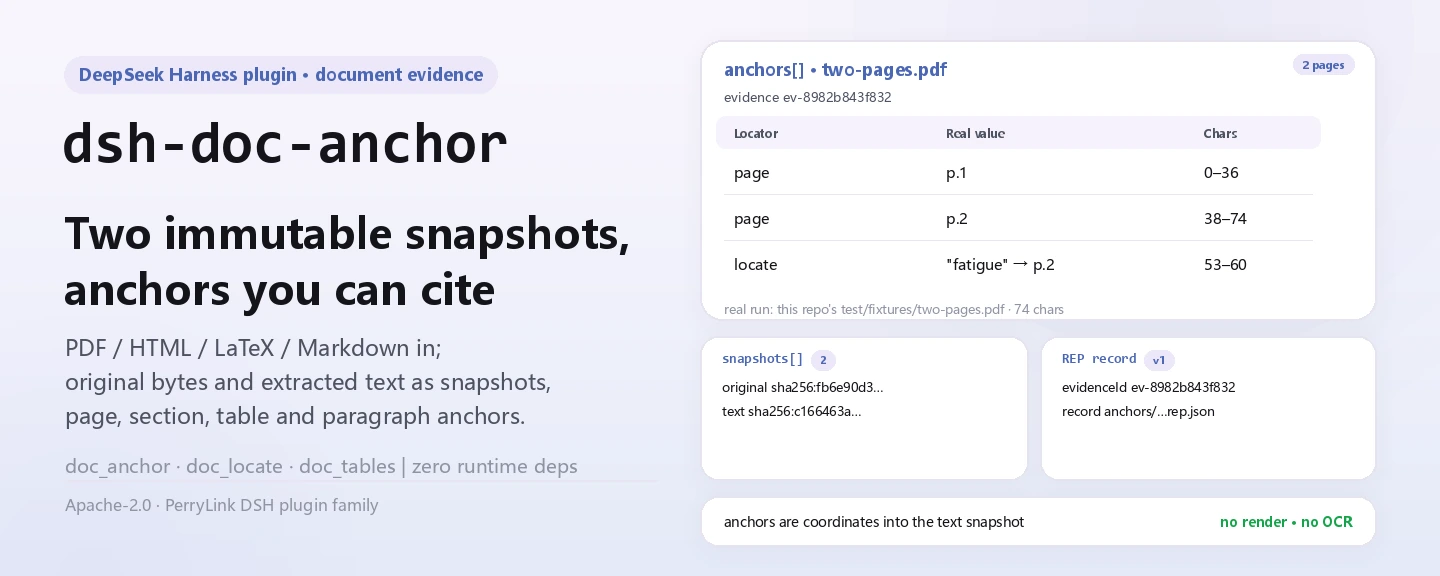 DeepSeek Harness plugin • document evidence
dsh-doc-anchor
Two immutable snapshots,
anchors you can cite
PDF / HTML / LaTeX / Markdown in;
original bytes and extracted text as snapshots,
page, section, table and paragraph anchors.
doc_anchor · doc_locate · doc_tables | zero runtime deps
Apache-2.0 · PerryLink DSH plugin family
anchors[] • two-pages.pdf
2 pages
evidence ev-8982b843f832
Locator Real value Chars
page p.1 0–36
page p.2 38–74
locate "fatigue" → p.2 53–60
real run: this repo's test/fixtures/two-pages.pdf · 74 chars
snapshots[] 2
original sha256:fb6e90d3…
text sha256:c166463a…
REP record v1
evidenceId ev-8982b843f832
record anchors/…rep.json
anchors are coordinates into the text snapshot
no render • no OCR